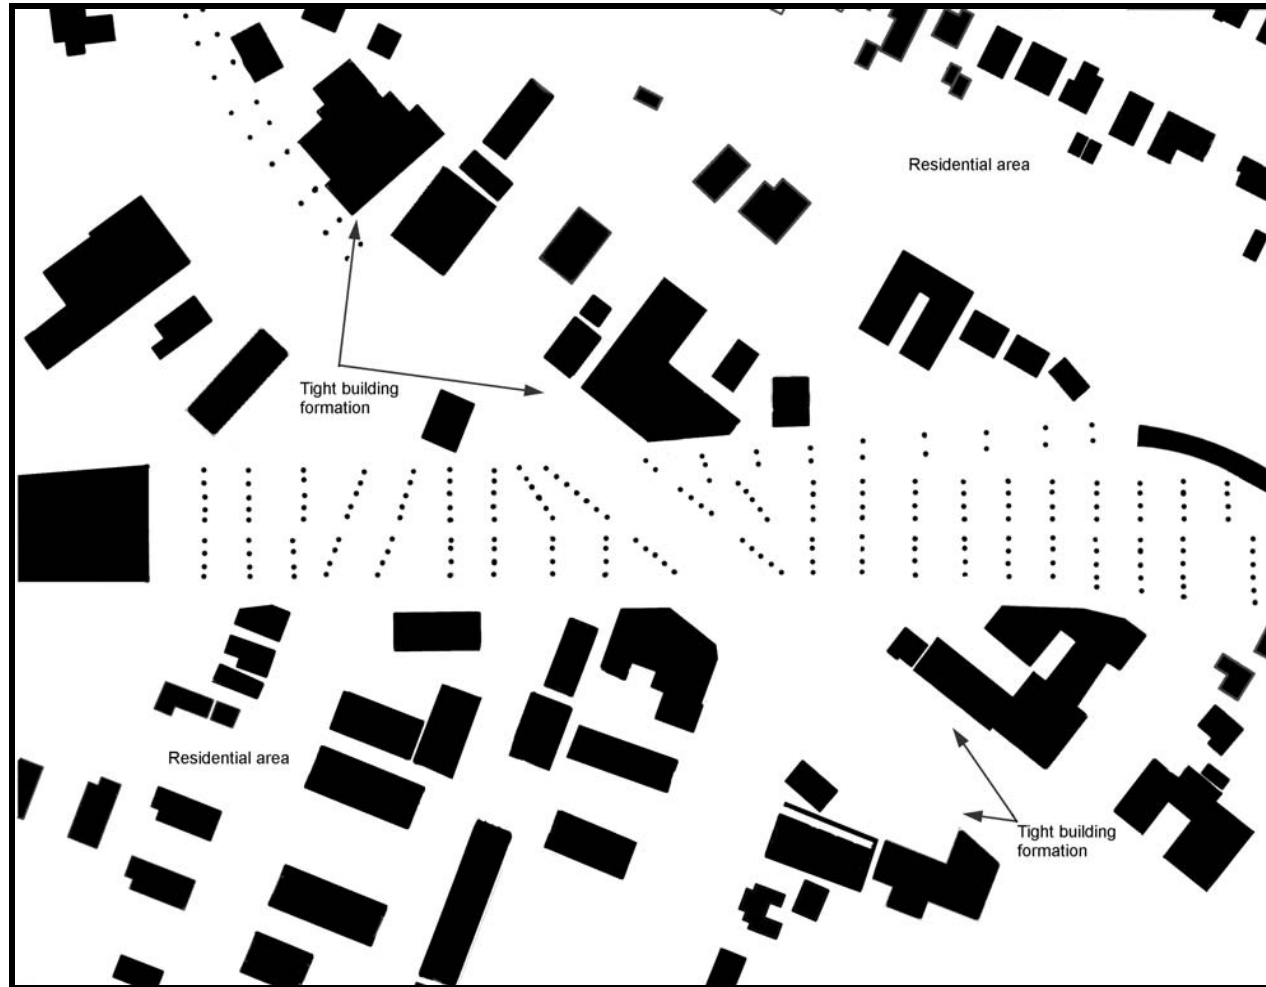 Residential area
Tight building
formation
Residential area
Tight building
formation